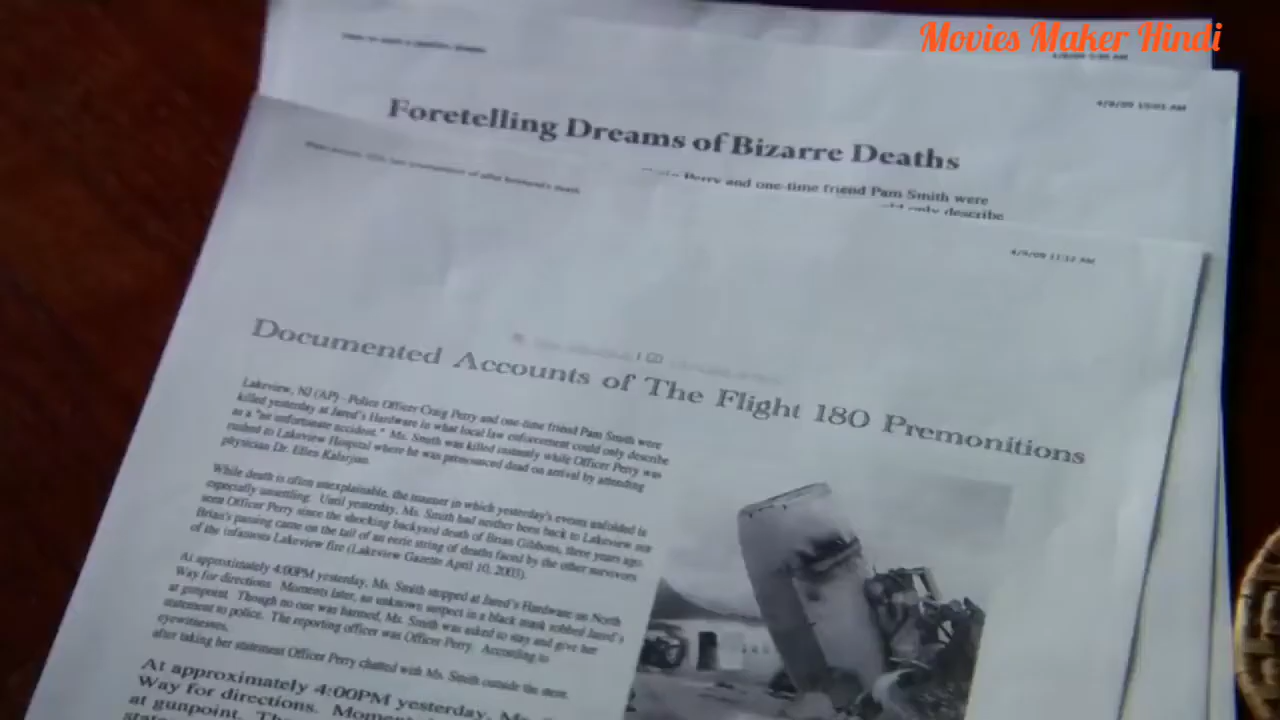 Movies Maker Hindi
4/9/09 10:05 AM
Foretelling Dreams of Bizarre Deaths
Perry and one-time friend Pam Smith were
only describe
4/9/09 11:12 AM
Documented Accounts of The Flight 180 Premonitions
Lakeview, NJ (AP) - Police Officer Craig Perry and one-time friend Pam Smith were
killed yesterday at Jared's Hardware in what local law enforcement could only describe
as a "an unfortunate accident." Ms. Smith was killed instantly while Officer Perry was
rushed to Lakeview Hospital where he was pronounced dead on arrival by attending
physician Dr. Ellen Kalarjian.
While death is often unexplainable, the manner in which yesterday's events unfolded is
especially unsettling. Until yesterday, Ms. Smith had neither been back to Lakeview nor
seen Officer Perry since the shocking backyard death of Brian Gibbons, three years ago.
Brian's passing came on the tail of an eerie string of deaths faced by the other survivors
of the infamous Lakeview fire (Lakeview Gazette April 10, 2003).
At approximately 4:00PM yesterday, Ms. Smith stopped at Jared's Hardware on North
Way for directions. Moments later, an unknown suspect in a black mask robbed Jared's
at gunpoint. Though no one was harmed, Ms. Smith was asked to stay and give her
statement to police. The reporting officer was Officer Perry. According to
eyewitnesses,
after taking her statement Officer Perry chatted with Ms. Smith outside the store.
At approximately 4:00PM yesterday, Ms.
Way for directions. Moments
at gunpoint.